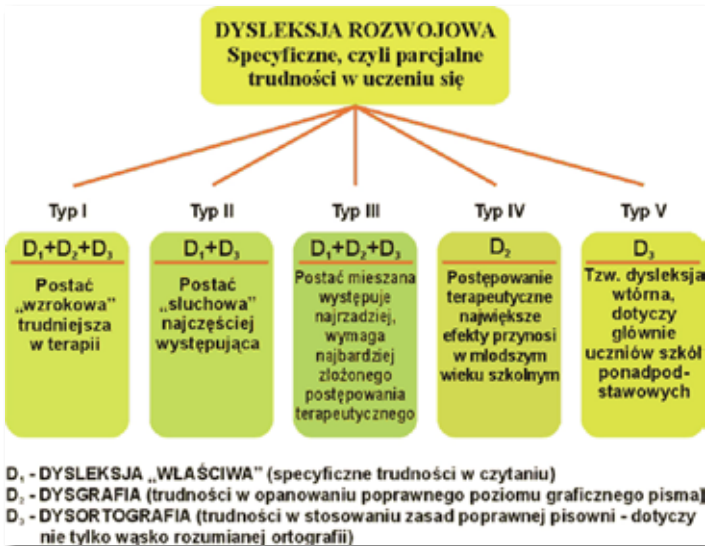 DYSLEKSJA ROZWOJOWA
Specyficzne, czyli parcjalne
trudności w uczeniu się
Typ I
D₁+D₂+D₃
Postać
„wzrokowa”
trudniejsza
w terapii
Typ II
D₁+D₃
Postać
„słuchowa”
najczęściej
występująca
Typ III
D₁+D₂+D₃
Postać mieszana
występuje
najrzadziej,
wymaga
najbardziej
złożonego
postępowania
terapeutycznego
Typ IV
D₂
Postępowanie
terapeutyczne
największe
efekty przynosi
w młodszym
wieku szkolnym
Typ V
D₃
Tzw. dysleksja
wtórna,
dotyczy
głównie
uczniów szkół
ponadpod-
stawowych
D₁ - DYSLEKSJA „WŁAŚCIWA” (specyficzne trudności w czytaniu)
D₂ - DYSGRAFIA (trudności w opanowaniu poprawnego poziomu graficznego pisma)
D₃ - DYSORTOGRAFIA (trudności w stosowaniu zasad poprawnej pisowni - dotyczy
nie tylko wąsko rozumianej ortografii)